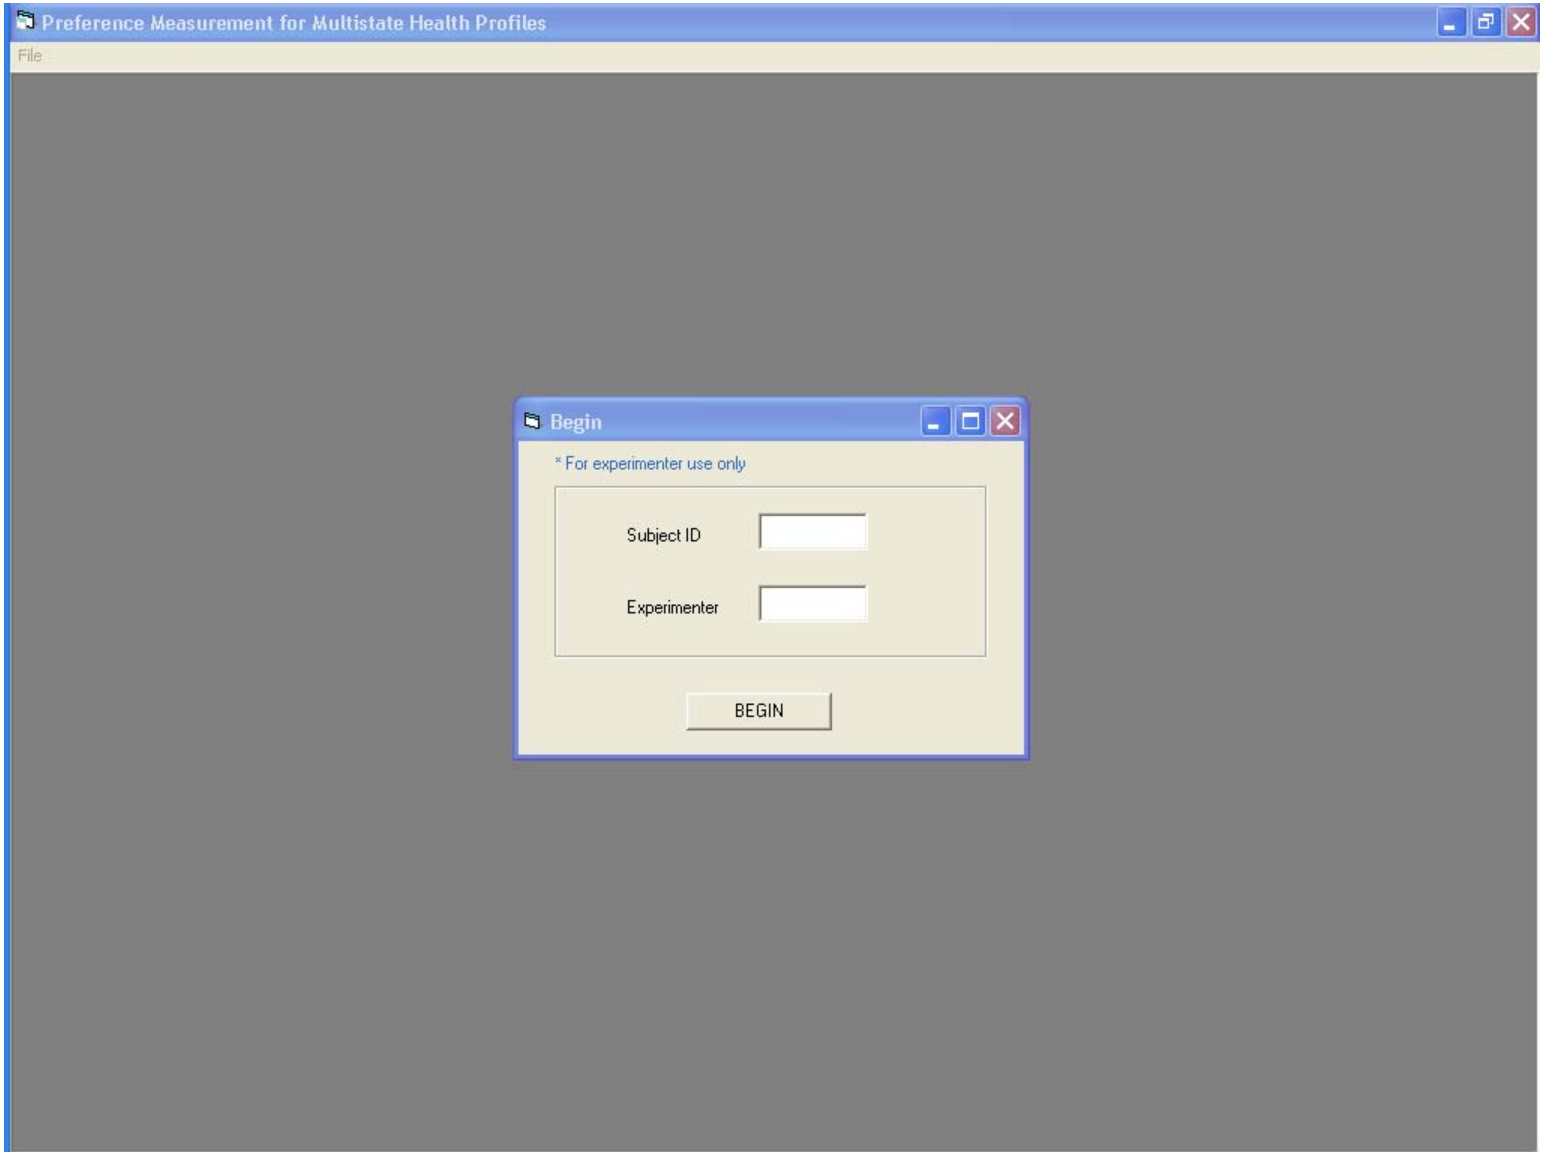 Preference Measurement for Multistate Health Profiles
File
Begin
* For experimenter use only
Subject ID
Experimenter
BEGIN